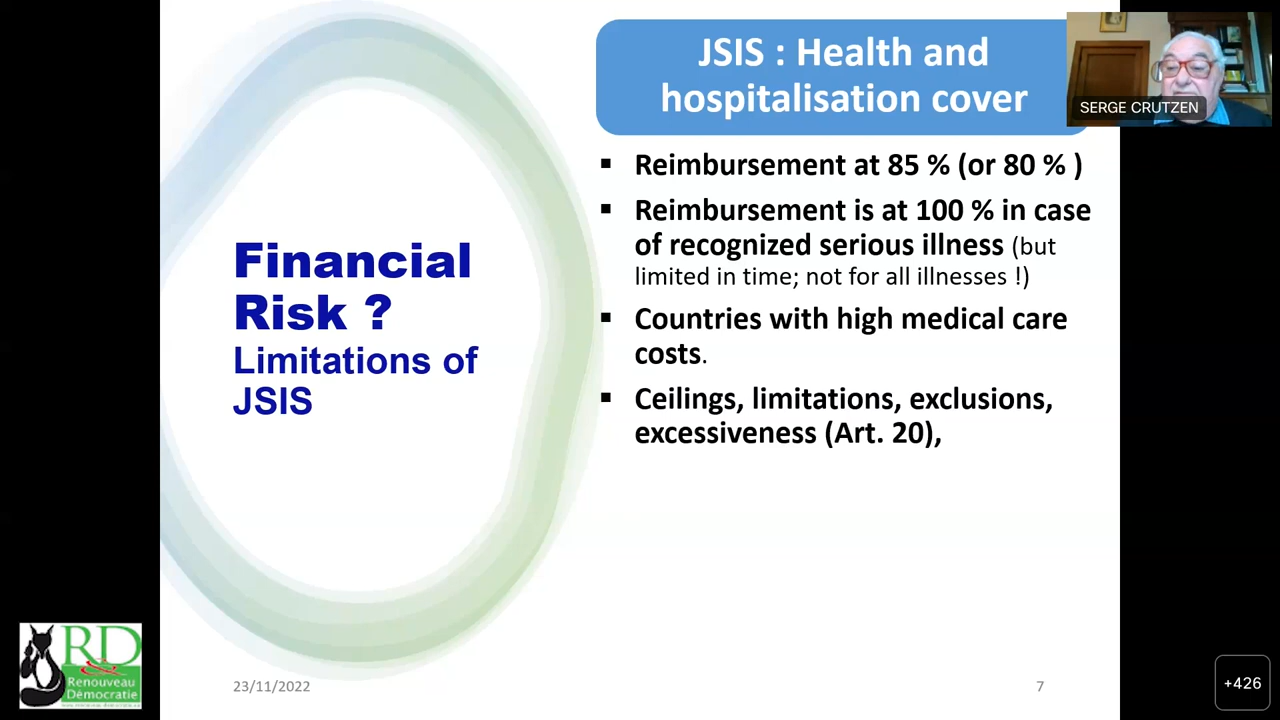 JSIS : Health and
hospitalisation cover
SERGE CRUTZEN
Financial
Risk ?
Limitations of
JSIS
▪ Reimbursement at 85 % (or 80 % )
▪ Reimbursement is at 100 % in case
of recognized serious illness (but
limited in time; not for all illnesses !)
▪ Countries with high medical care
costs.
▪ Ceilings, limitations, exclusions,
excessiveness (Art. 20),
RD
Renouveau
Démocratie
23/11/2022
7
+426